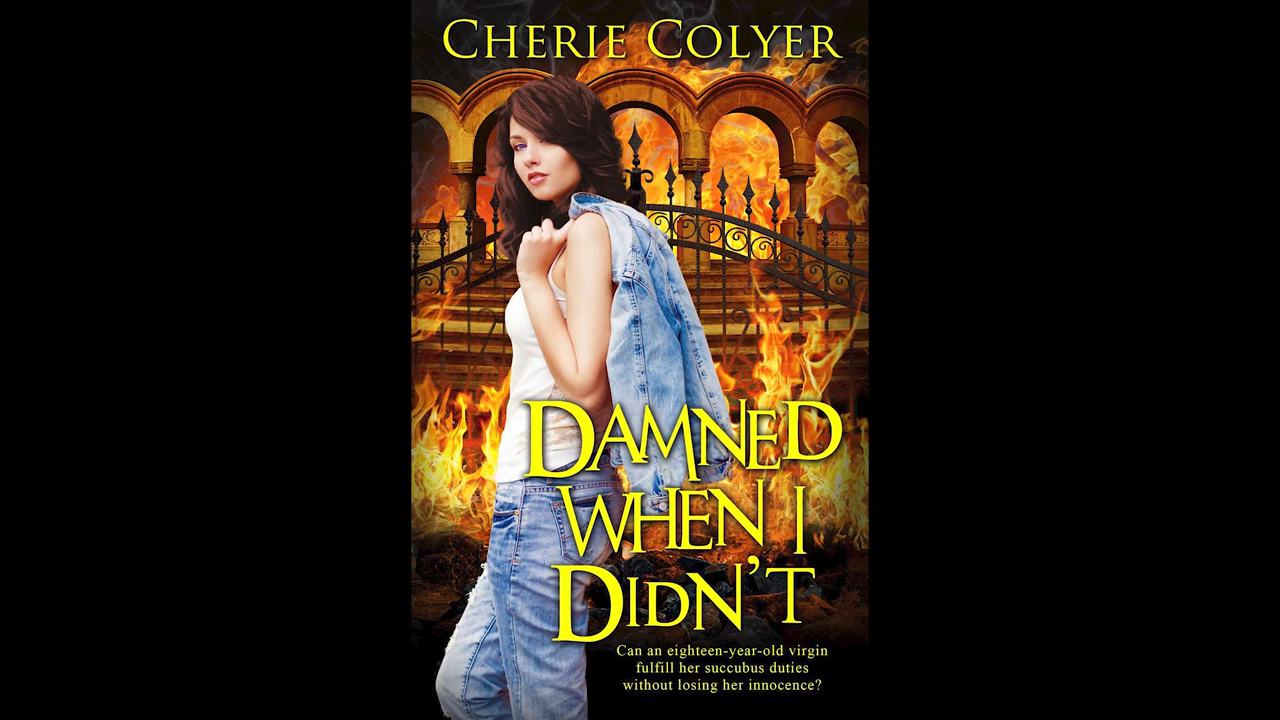 CHERIE COLYER
DAMNED
WHEN I
DIDN'T
Can an eighteen-year-old virgin
fulfill her succubus duties
without losing her innocence?